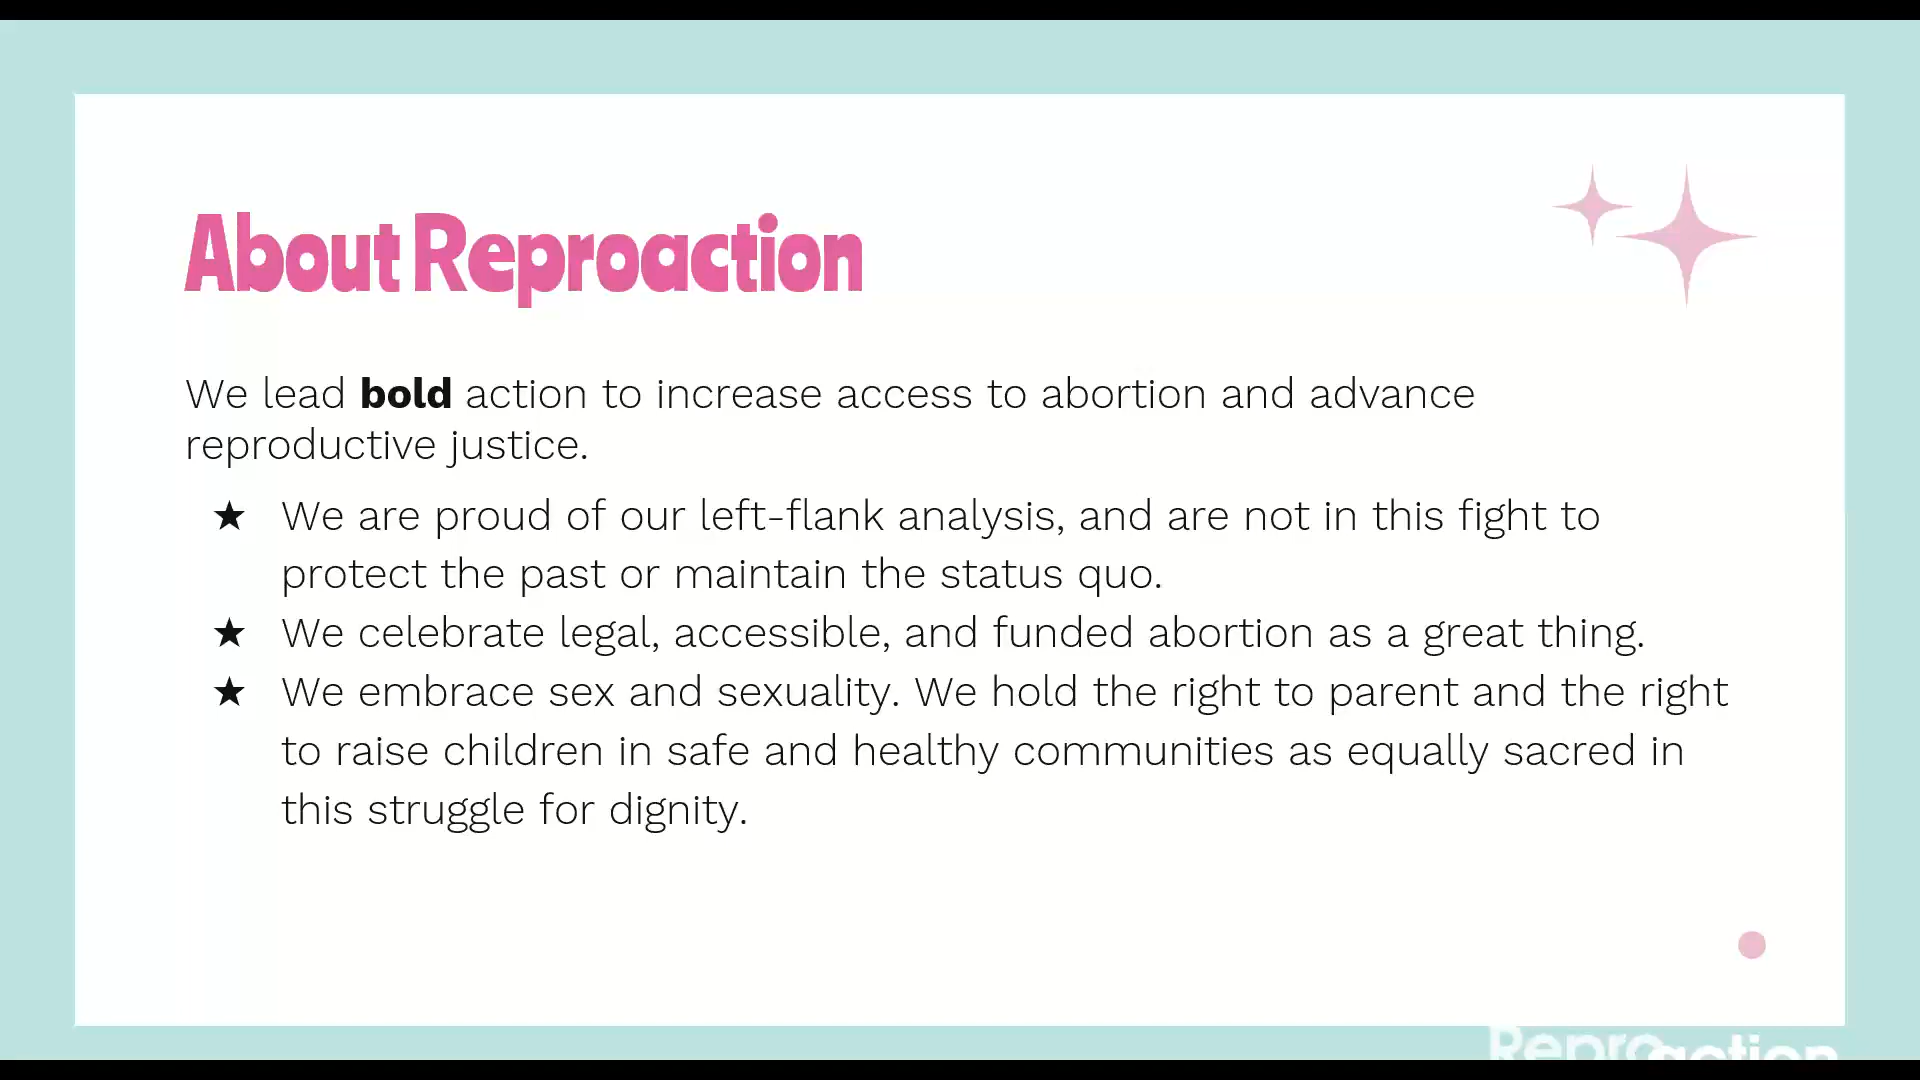 About Reproaction
We lead bold action to increase access to abortion and advance
reproductive justice.
★ We are proud of our left-flank analysis, and are not in this fight to
protect the past or maintain the status quo.
★ We celebrate legal, accessible, and funded abortion as a great thing.
★ We embrace sex and sexuality. We hold the right to parent and the right
to raise children in safe and healthy communities as equally sacred in
this struggle for dignity.
Reproaction